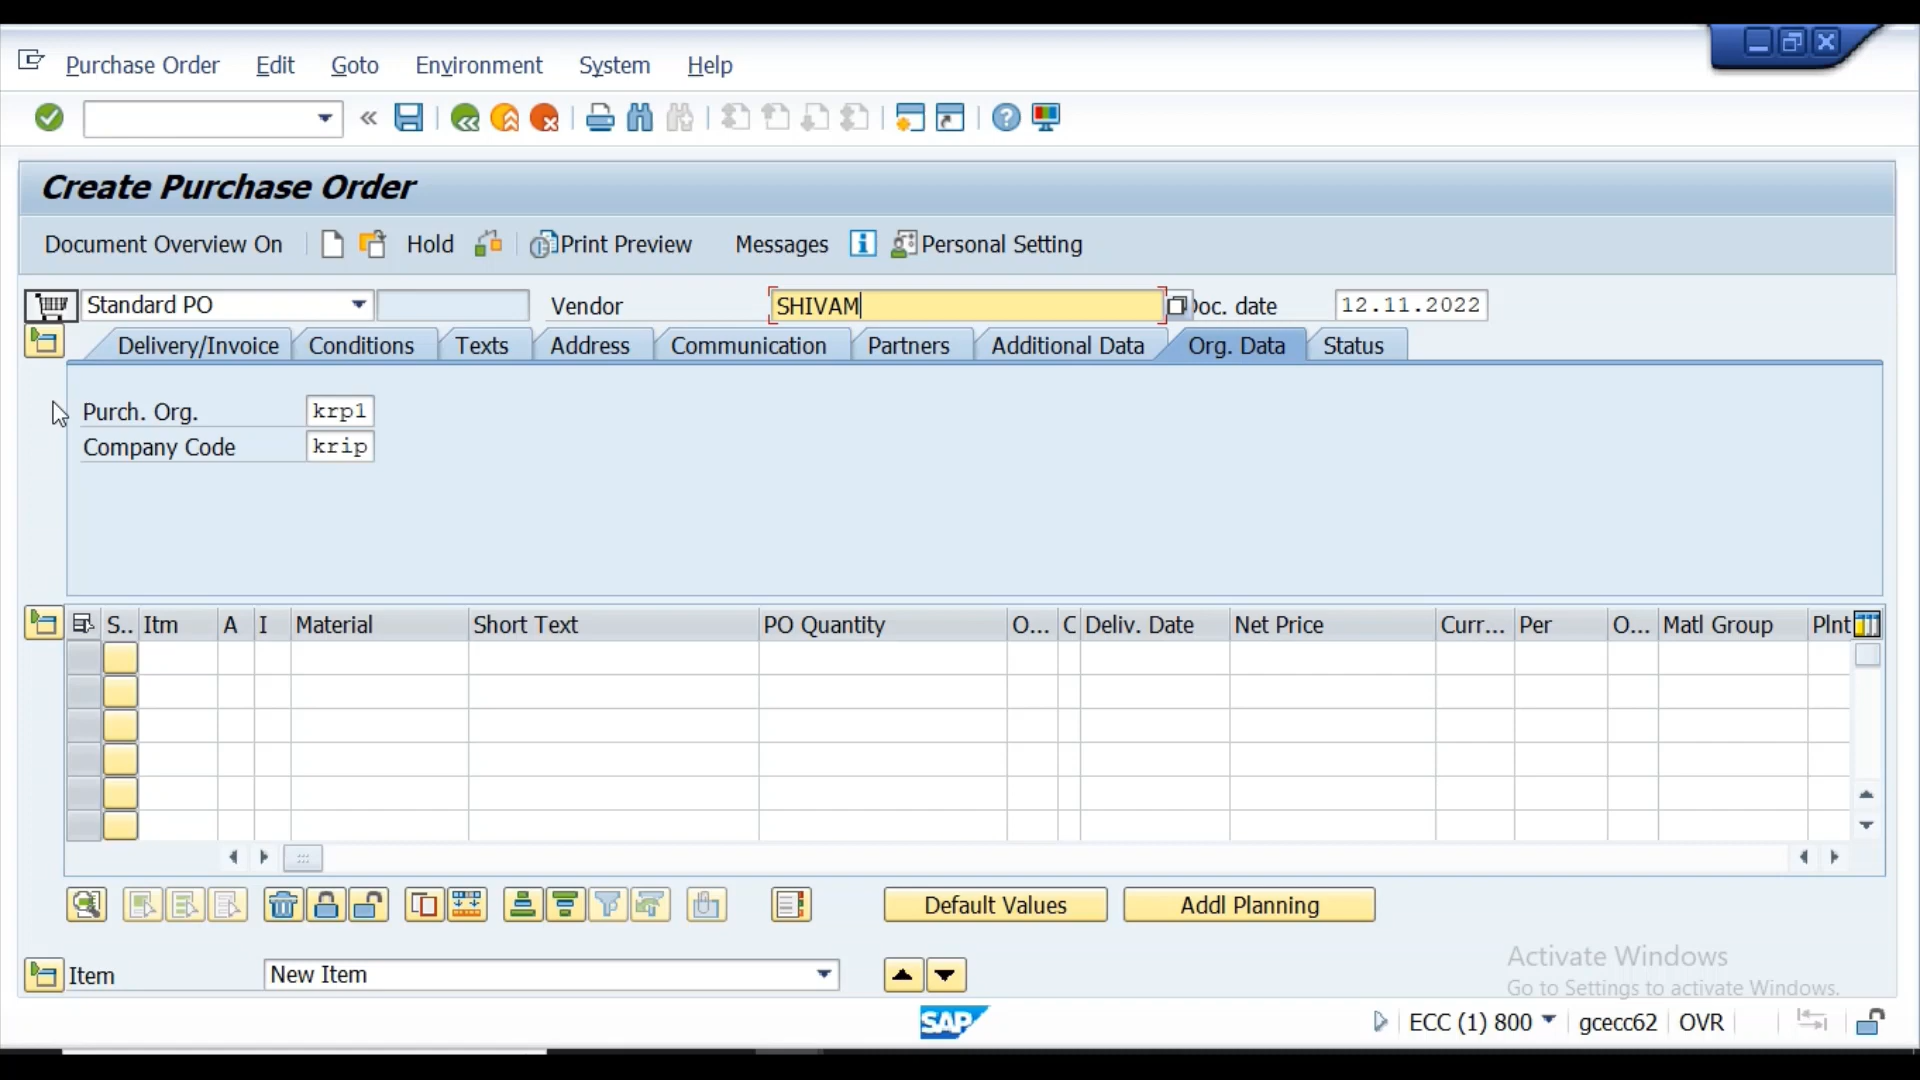 Purchase Order Edit Goto Environment System Help
Create Purchase Order
Document Overview On Hold Print Preview Messages Personal Setting
Standard PO Vendor SHIVAM Doc. date 12.11.2022
Delivery/Invoice Conditions Texts Address Communication Partners Additional Data Org. Data Status
Purch. Org. krp1
Company Code krip
S.. Itm A I Material Short Text PO Quantity O... C Deliv. Date Net Price Curr... Per O... Matl Group Plnt
Default Values Addl Planning
Item New Item
Activate Windows
Go to Settings to activate Windows.
SAP ECC (1) 800 gcecc62 OVR